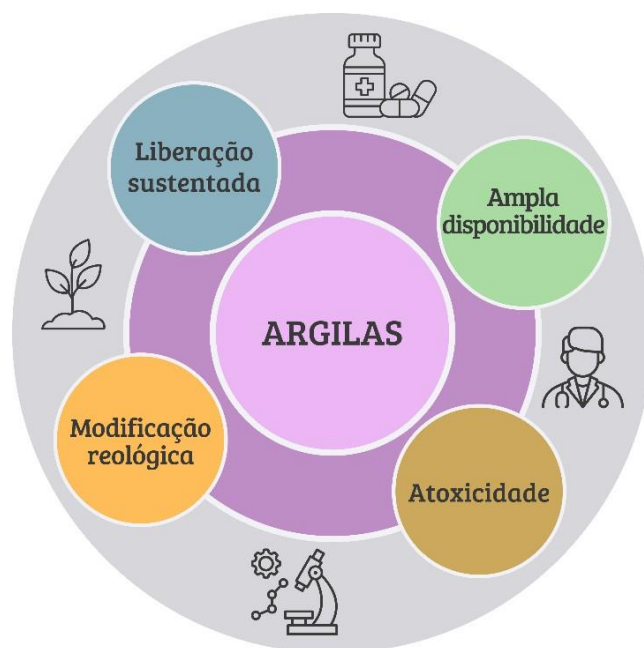 Liberação
sustentada
Ampla
disponibilidade
ARGILAS
Modificação
reológica
Atoxicidade